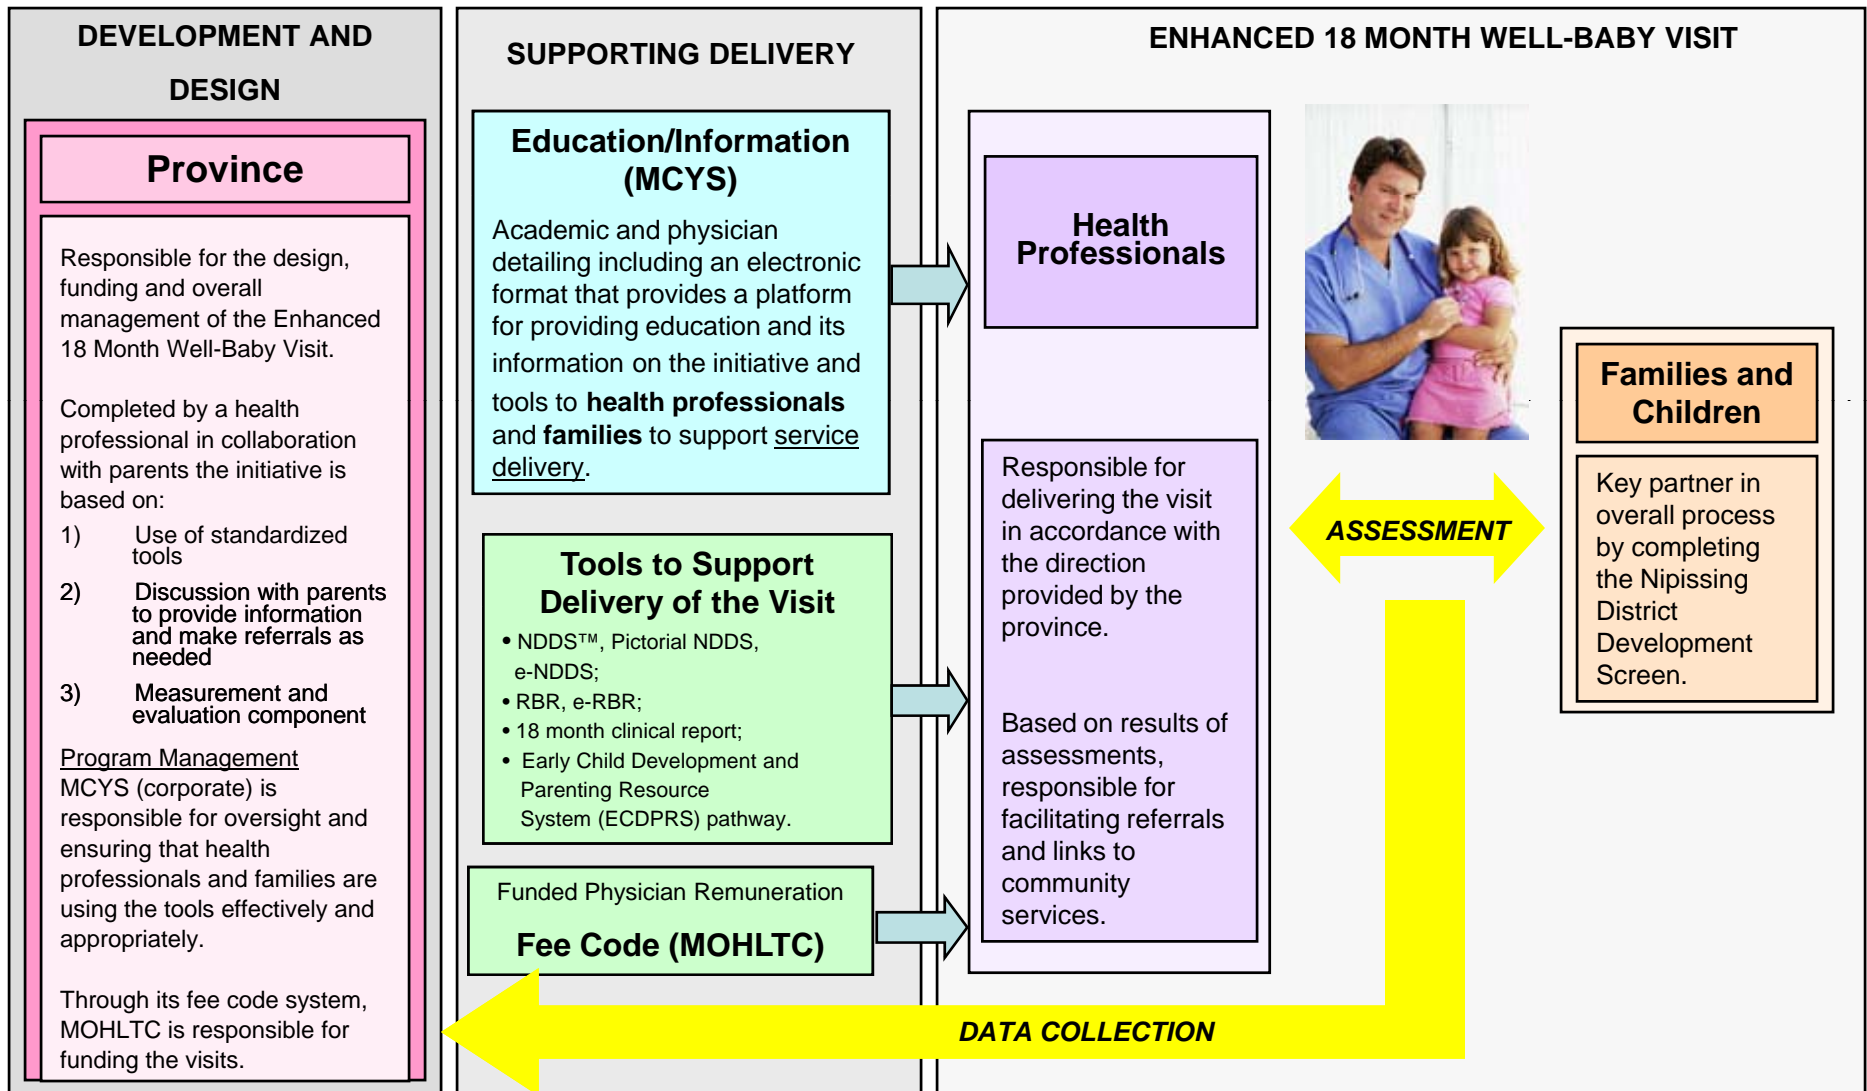 DEVELOPMENT AND
DESIGN
Province
Responsible for the design,
funding and overall
management of the Enhanced
18 Month Well-Baby Visit.
Completed by a health
professional in collaboration
with parents the initiative is
based on:
1) Use of standardized
tools
2) Discussion with parents
to provide information
and make referrals as
needed
3) Measurement and
evaluation component
Program Management
MCYS (corporate) is
responsible for oversight and
ensuring that health
professionals and families are
using the tools effectively and
appropriately.
Through its fee code system,
MOHLTC is responsible for
funding the visits.
SUPPORTING DELIVERY
Education/Information
(MCYS)
Academic and physician
detailing including an electronic
format that provides a platform
for providing education and its
information on the initiative and
tools to health professionals
and families to support service
delivery.
Tools to Support
Delivery of the Visit
• NDDS™, Pictorial NDDS,
e-NDDS;
• RBR, e-RBR;
• 18 month clinical report;
• Early Child Development and
Parenting Resource
System (ECDPRS) pathway.
Funded Physician Remuneration
Fee Code (MOHLTC)
ENHANCED 18 MONTH WELL-BABY VISIT
Health
Professionals
Responsible for
delivering the visit
in accordance with
the direction
provided by the
province.
Based on results of
assessments,
responsible for
facilitating referrals
and links to
community
services.
ASSESSMENT
Families and
Children
Key partner in
overall process
by completing
the Nipissing
District
Development
Screen.
DATA COLLECTION